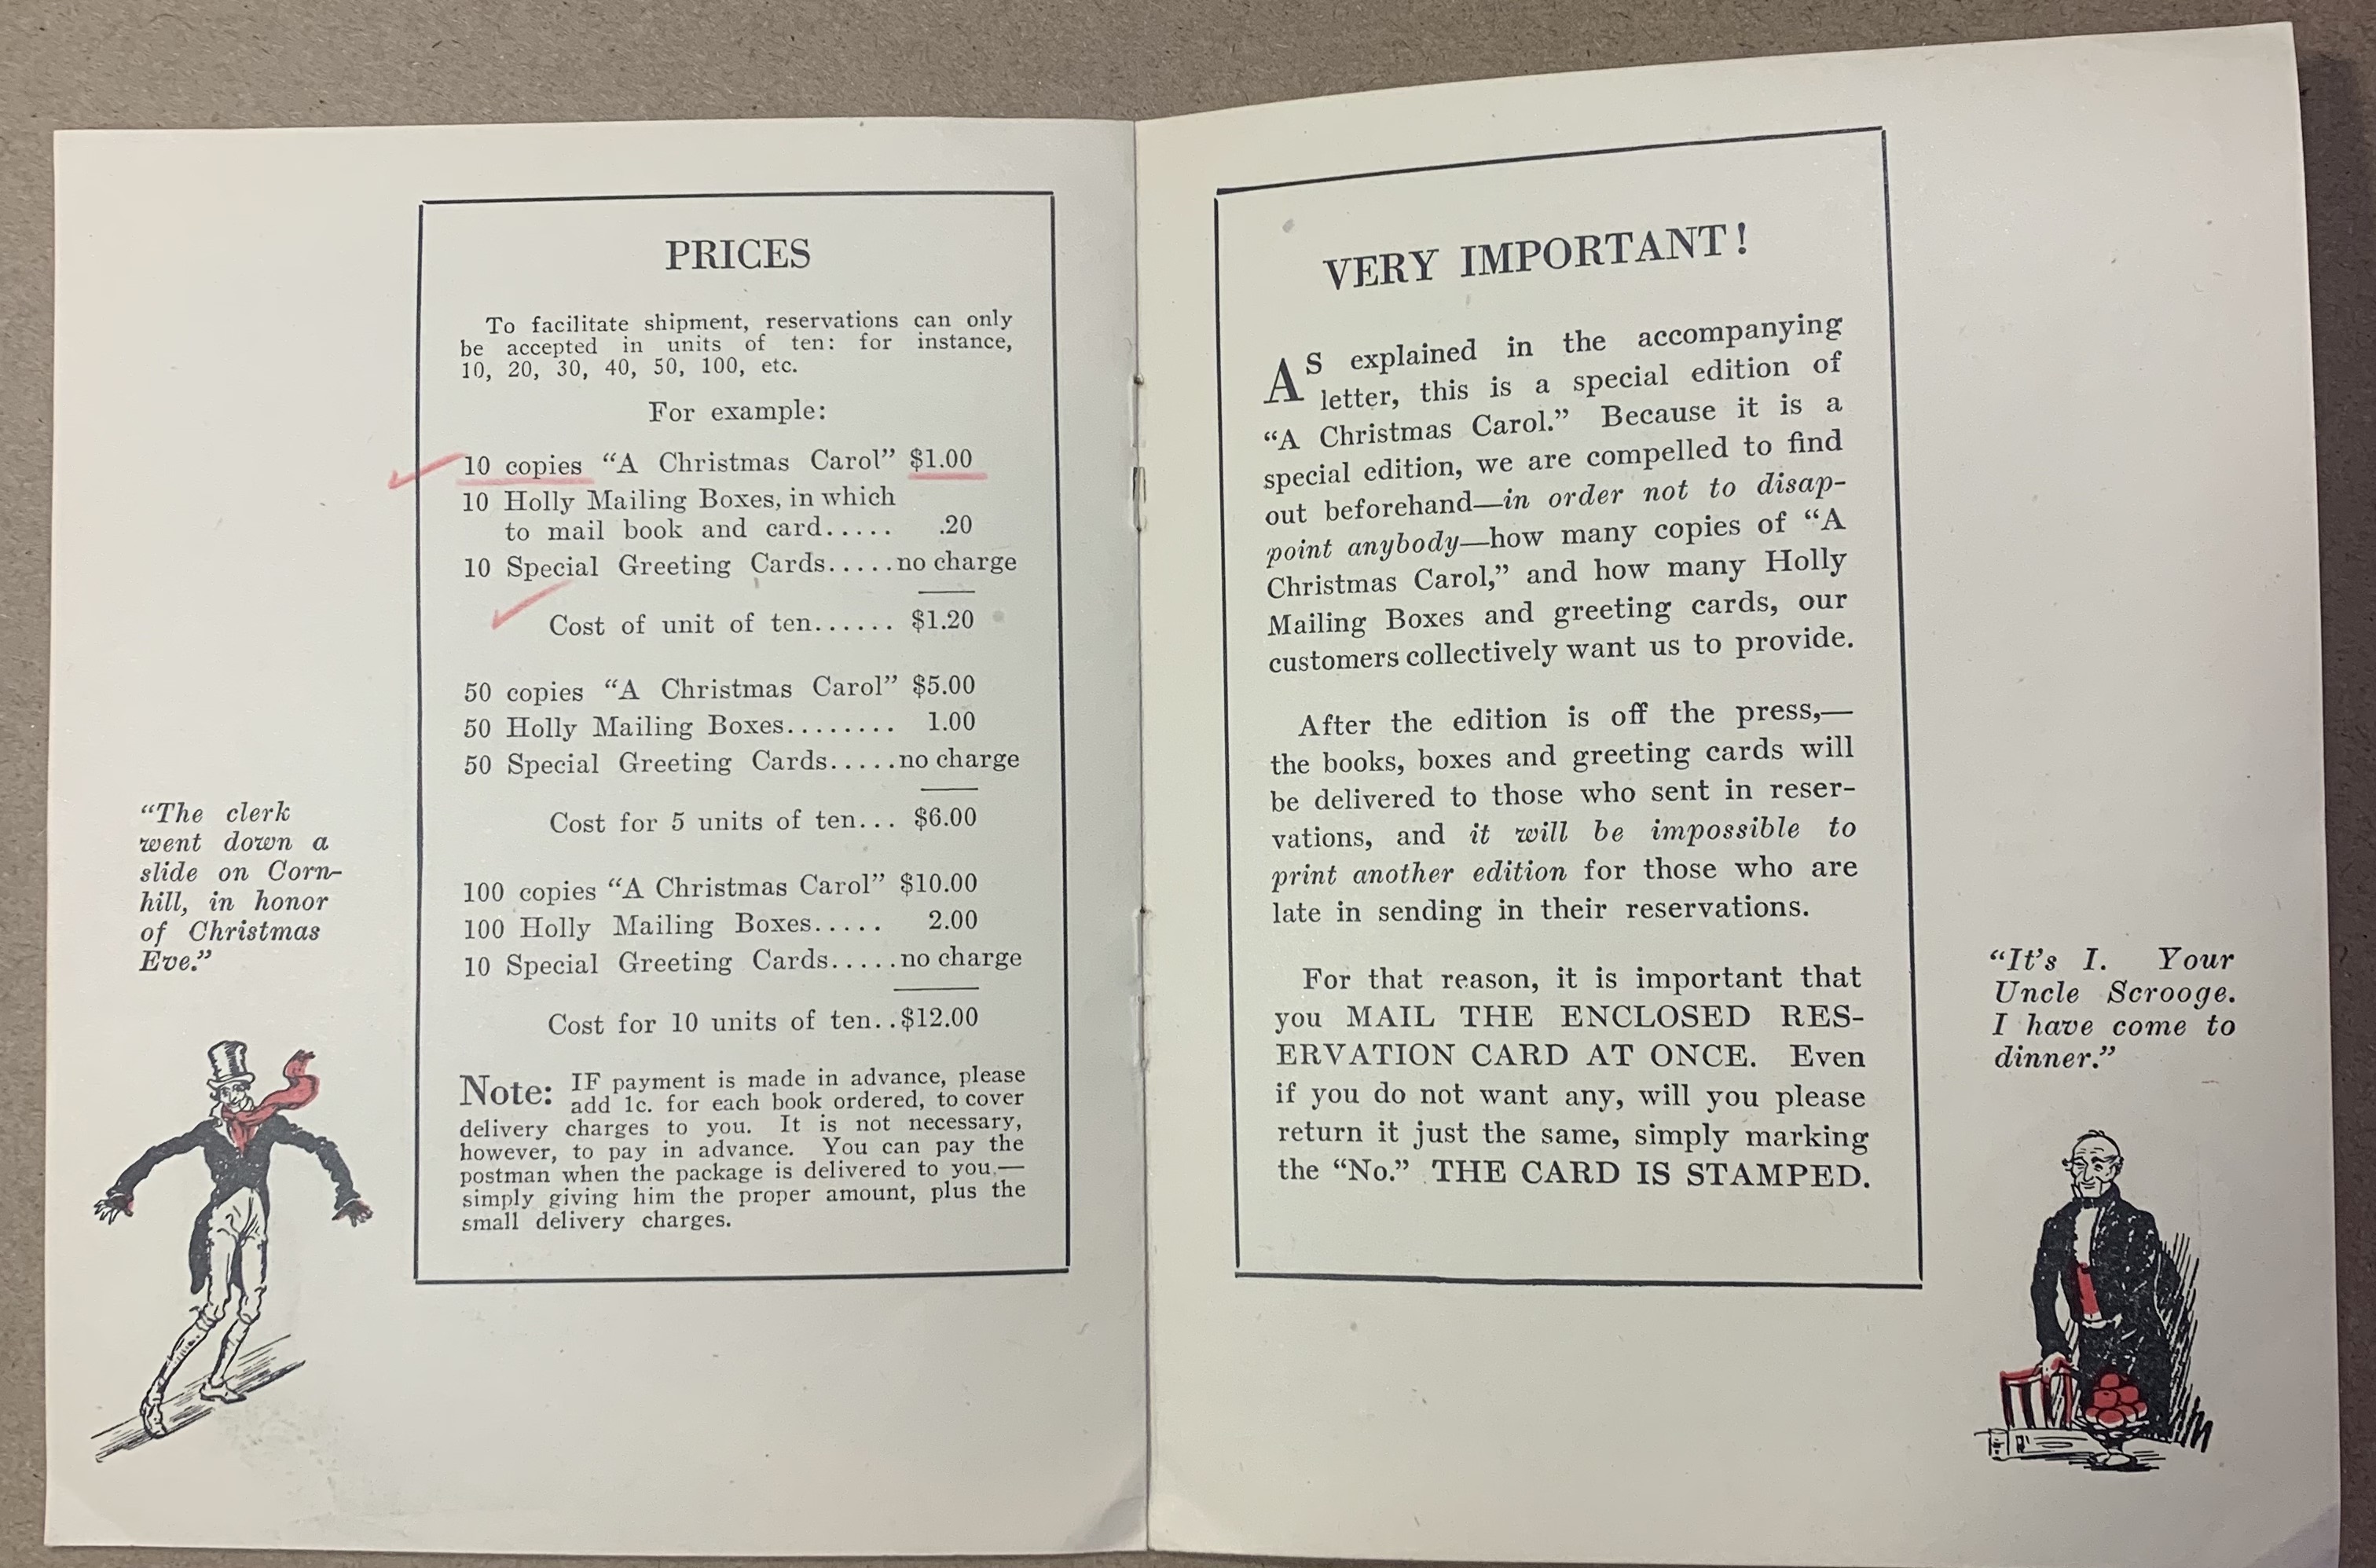 PRICES
To facilitate shipment, reservations can only
be accepted in units of ten: for instance,
10, 20, 30, 40, 50, 100, etc.
For example:
10 copies “A Christmas Carol” $1.00
10 Holly Mailing Boxes, in which
to mail book and card..... .20
10 Special Greeting Cards.....no charge
Cost of unit of ten...... $1.20
50 copies “A Christmas Carol” $5.00
50 Holly Mailing Boxes........ 1.00
50 Special Greeting Cards.....no charge
Cost for 5 units of ten... $6.00
100 copies “A Christmas Carol” $10.00
100 Holly Mailing Boxes..... 2.00
10 Special Greeting Cards.....no charge
Cost for 10 units of ten..$12.00
Note: IF payment is made in advance, please
add 1c. for each book ordered, to cover
delivery charges to you. It is not necessary,
however, to pay in advance. You can pay the
postman when the package is delivered to you,—
simply giving him the proper amount, plus the
small delivery charges.
“The clerk
went down a
slide on Corn-
hill, in honor
of Christmas
Eve.”
VERY IMPORTANT!
AS explained in the accompanying
letter, this is a special edition of
“A Christmas Carol.” Because it is a
special edition, we are compelled to find
out beforehand—in order not to disap-
point anybody—how many copies of “A
Christmas Carol,” and how many Holly
Mailing Boxes and greeting cards, our
customers collectively want us to provide.
After the edition is off the press,—
the books, boxes and greeting cards will
be delivered to those who sent in reser-
vations, and it will be impossible to
print another edition for those who are
late in sending in their reservations.
For that reason, it is important that
you MAIL THE ENCLOSED RES-
ERVATION CARD AT ONCE. Even
if you do not want any, will you please
return it just the same, simply marking
the “No.” THE CARD IS STAMPED.
“It's I. Your
Uncle Scrooge.
I have come to
dinner.”